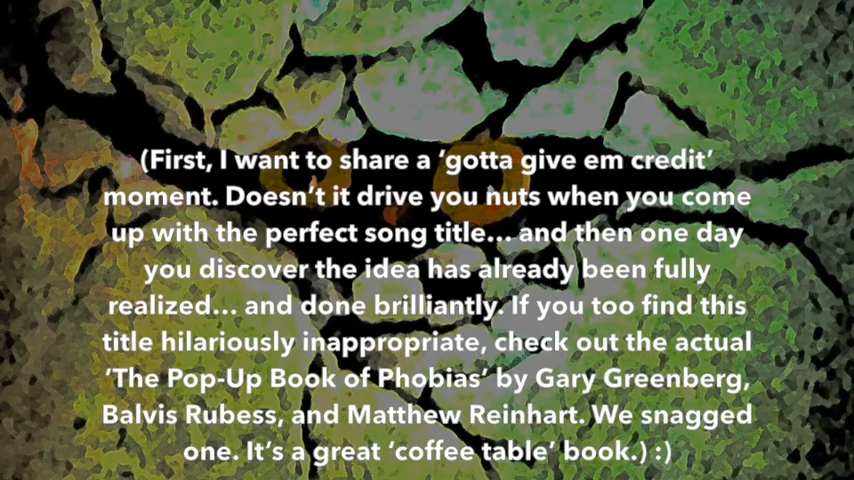 (First, I want to share a ‘gotta give em credit’
moment. Doesn’t it drive you nuts when you come
up with the perfect song title... and then one day
you discover the idea has already been fully
realized... and done brilliantly. If you too find this
title hilariously inappropriate, check out the actual
‘The Pop-Up Book of Phobias’ by Gary Greenberg,
Balvis Rubess, and Matthew Reinhart. We snagged
one. It’s a great ‘coffee table’ book.) :)